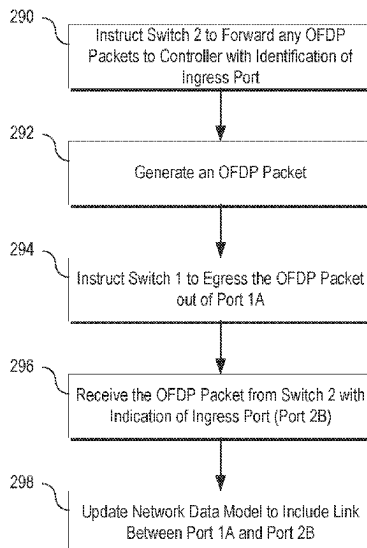 290
Instruct Switch 2 to Forward any OFDP
Packets to Controller with Identification of
Ingress Port
292
Generate an OFDP Packet
294
Instruct Switch 1 to Egress the OFDP Packet
out of Port 1A
296
Receive the OFDP Packet from Switch 2 with
Indication of Ingress Port (Port 2B)
298
Update Network Data Model to Include Link
Between Port 1A and Port 2B